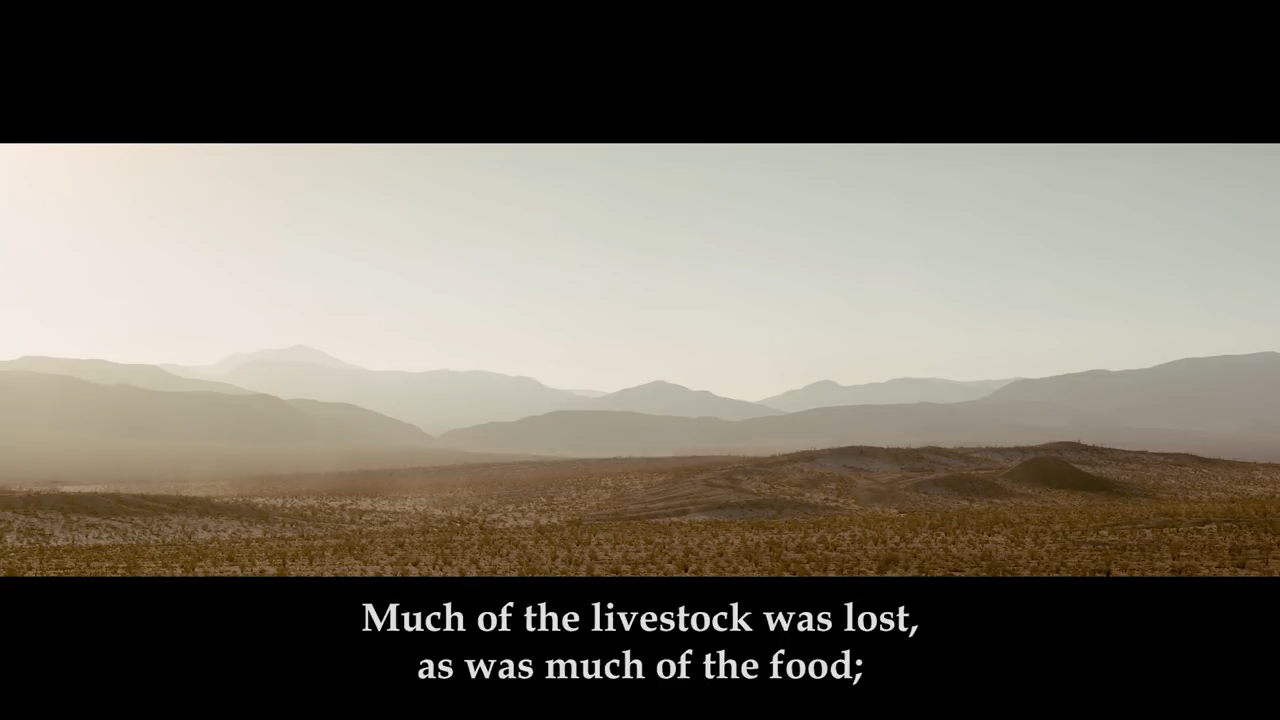 Much of the livestock was lost,
as was much of the food;